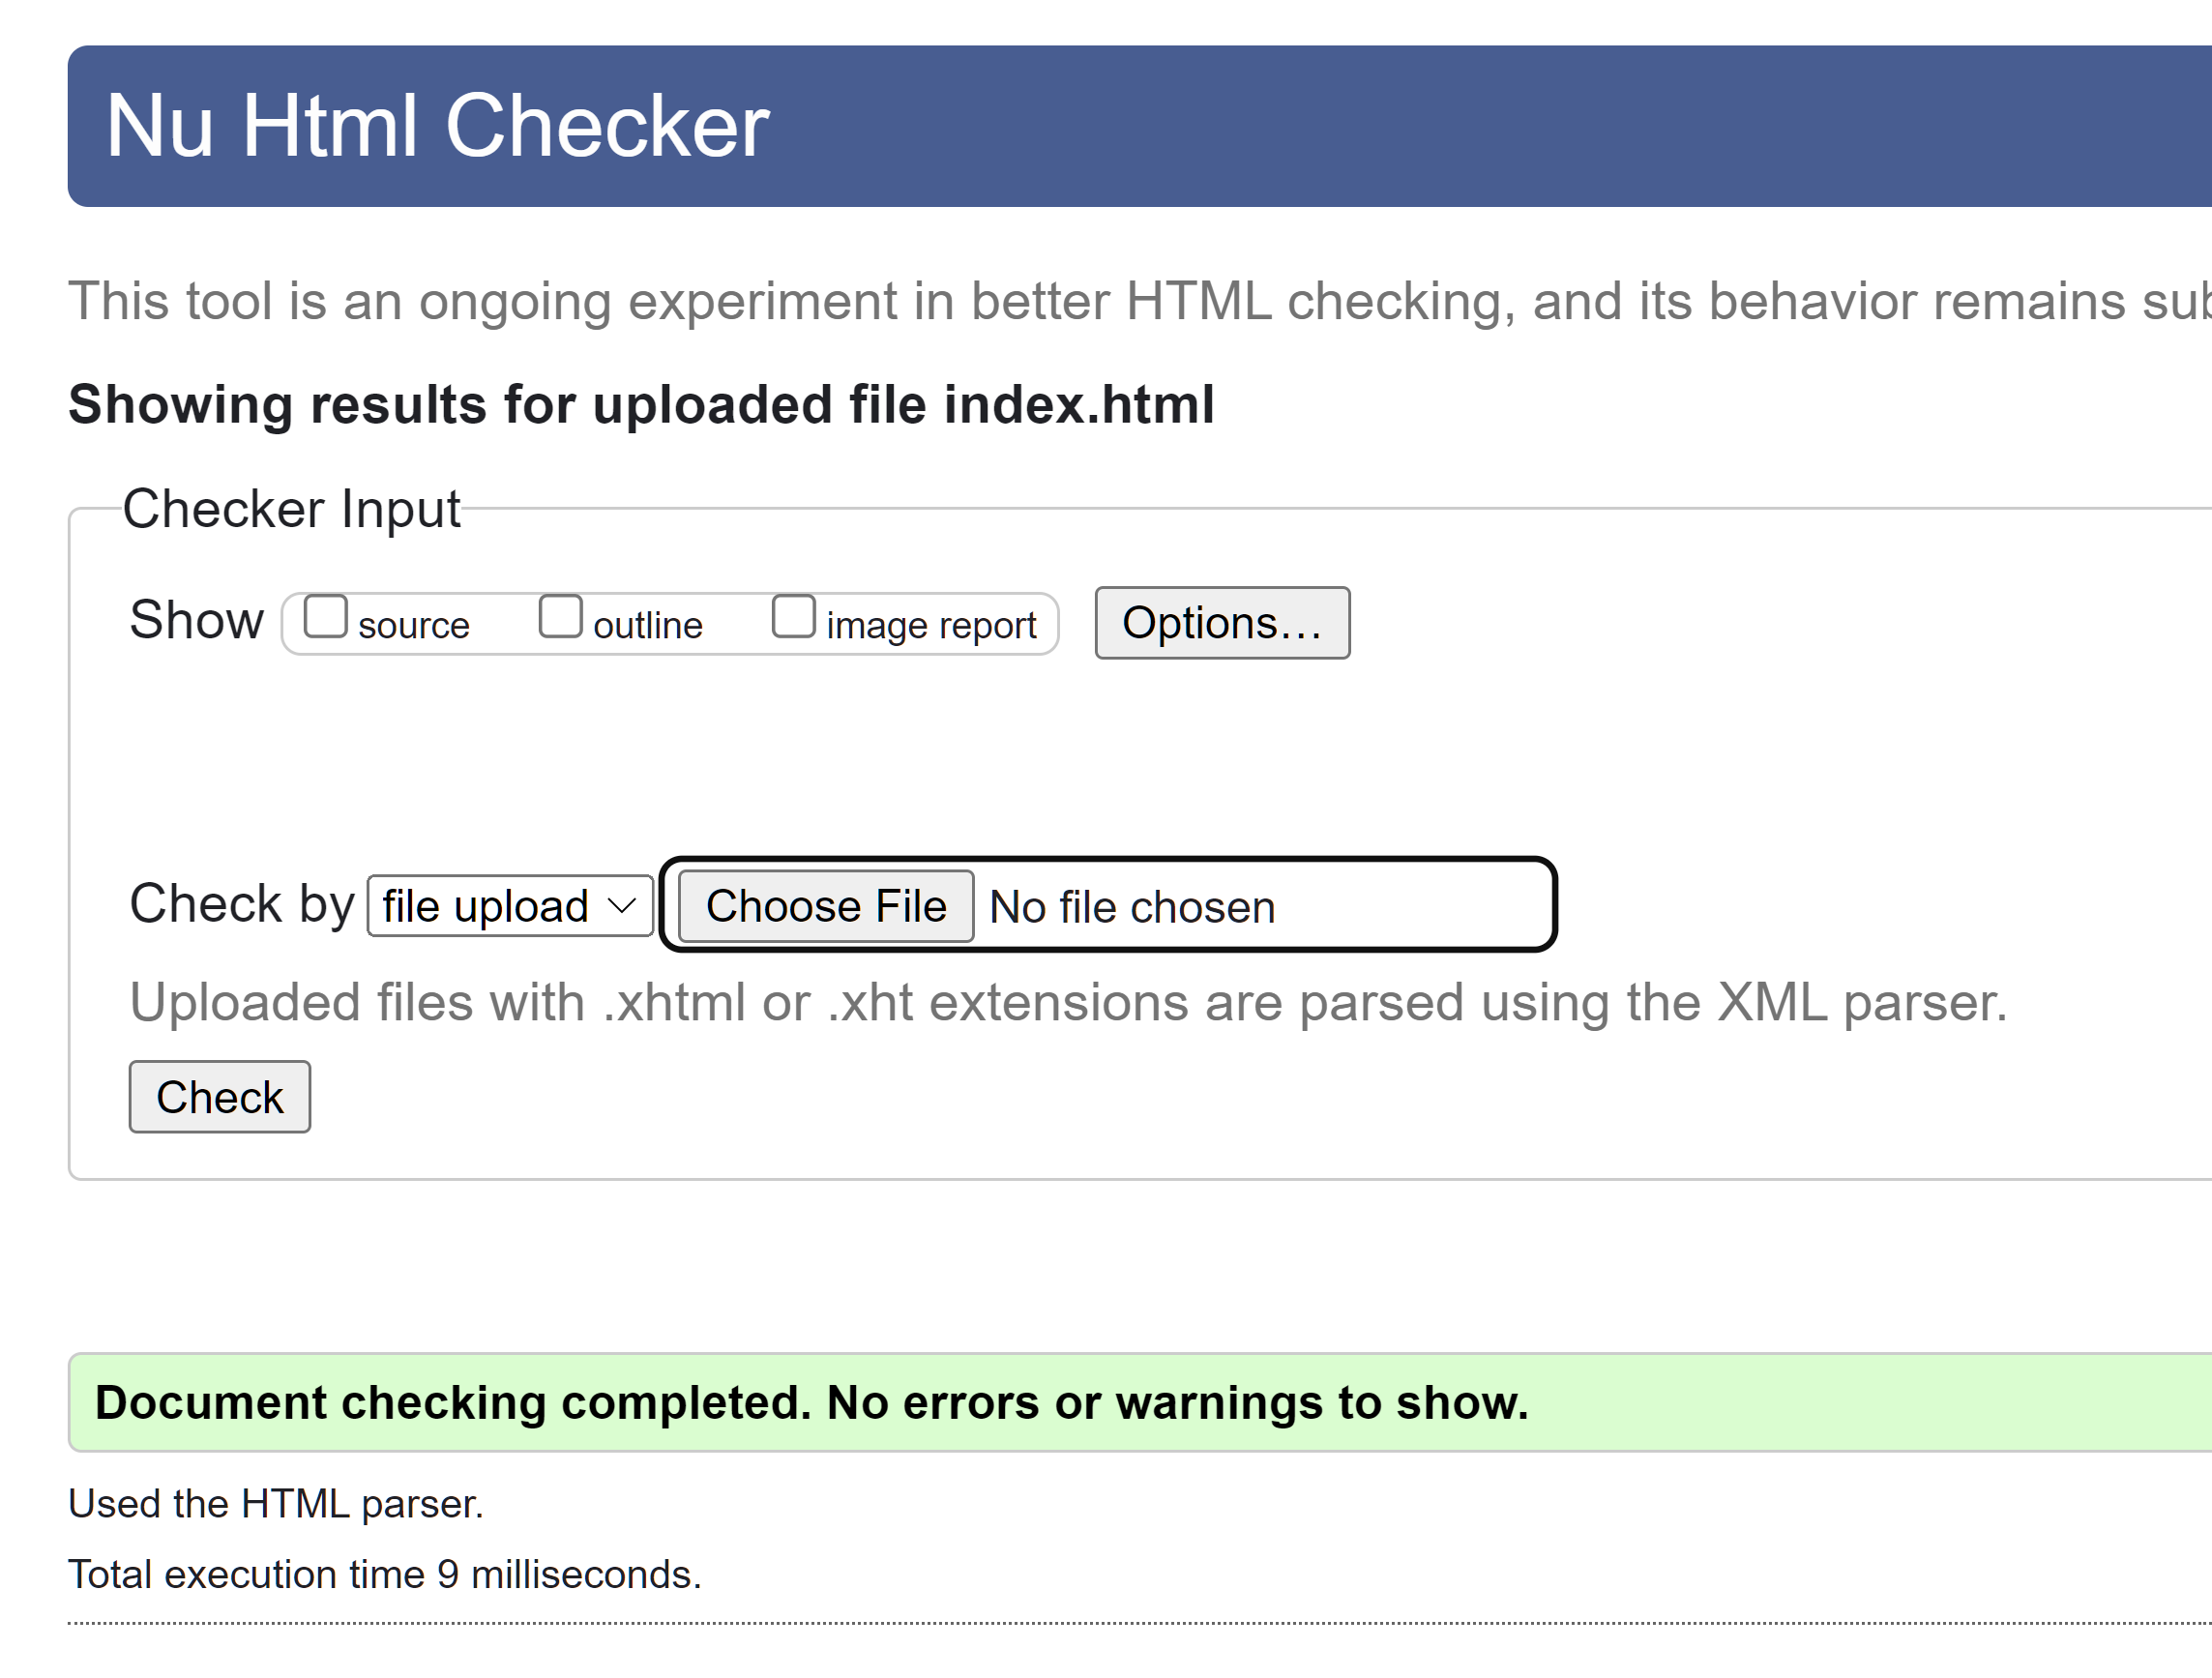 Nu Html Checker
This tool is an ongoing experiment in better HTML checking, and its behavior remains
Showing results for uploaded file index.html
Checker Input
Show source outline image report Options...
Check by file upload Choose File No file chosen
Uploaded files with .xhtml or .xht extensions are parsed using the XML parser.
Check
Document checking completed. No errors or warnings to show.
Used the HTML parser.
Total execution time 9 milliseconds.